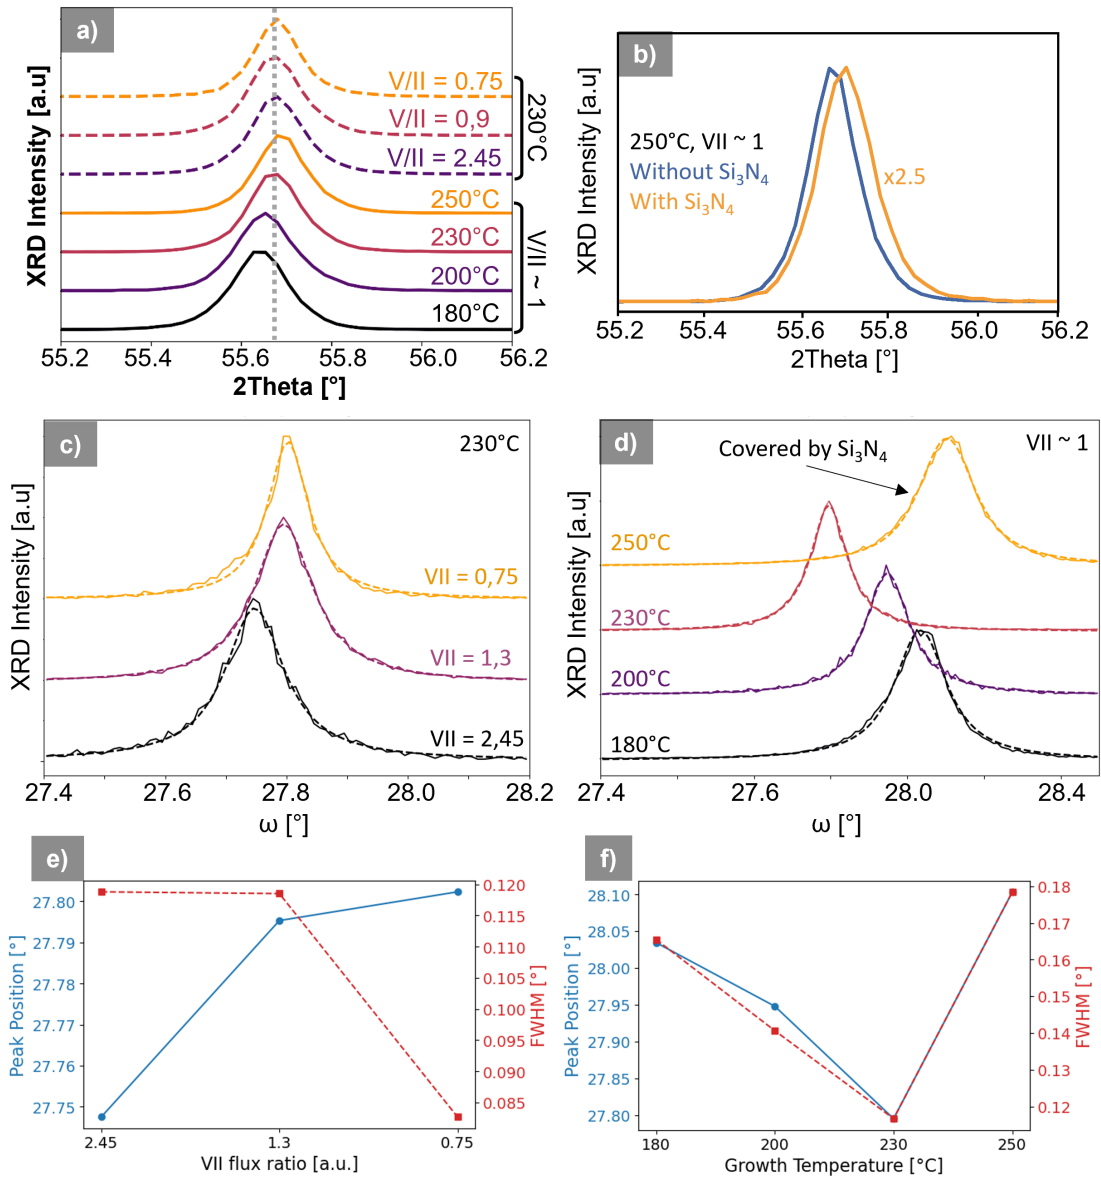 a)
XRD Intensity [a.u]
V/II = 0.75
V/II = 0,9
V/II = 2.45
230°C
250°C
230°C
200°C
180°C
V/II ~ 1
55.2 55.4 55.6 55.8 56.0 56.2
2Theta [°]
b)
XRD Intensity [a.u]
250°C, VII ~ 1
Without Si₃N₄
With Si₃N₄
x2.5
55.2 55.4 55.6 55.8 56.0 56.2
2Theta [°]
c)
230°C
XRD Intensity [a.u]
VII = 0,75
VII = 1,3
VII = 2,45
27.4 27.6 27.8 28.0 28.2
ω [°]
d)
VII ~ 1
Covered by Si₃N₄
XRD Intensity [a.u]
250°C
230°C
200°C
180°C
27.4 27.6 28.0 28.4
ω [°]
e)
Peak Position [°]
27.80
27.79
27.78
27.77
27.76
27.75
0.120
0.115
0.110
0.105
0.100
0.095
0.090
0.085
FWHM [°]
2.45 1.3 0.75
VII flux ratio [a.u.]
f)
Peak Position [°]
28.10
28.05
28.00
27.95
27.90
27.85
27.80
0.18
0.17
0.16
0.15
0.14
0.13
0.12
FWHM [°]
180 200 230 250
Growth Temperature [°C]